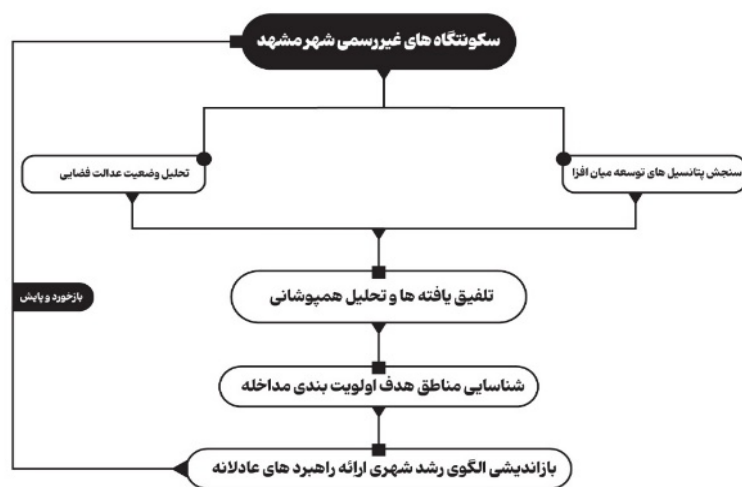 سکونتگاه های غیررسمی شهر مشهد
سنجش پتانسیل های توسعه میان افزا
تحلیل وضعیت عدالت فضایی
تلفیق یافته ها و تحلیل همپوشانی
بازخورد و پایش
شناسایی مناطق هدف اولویت بندی مداخله
بازاندیشی الگوی رشد شهری ارائه راهبرد های عادلانه